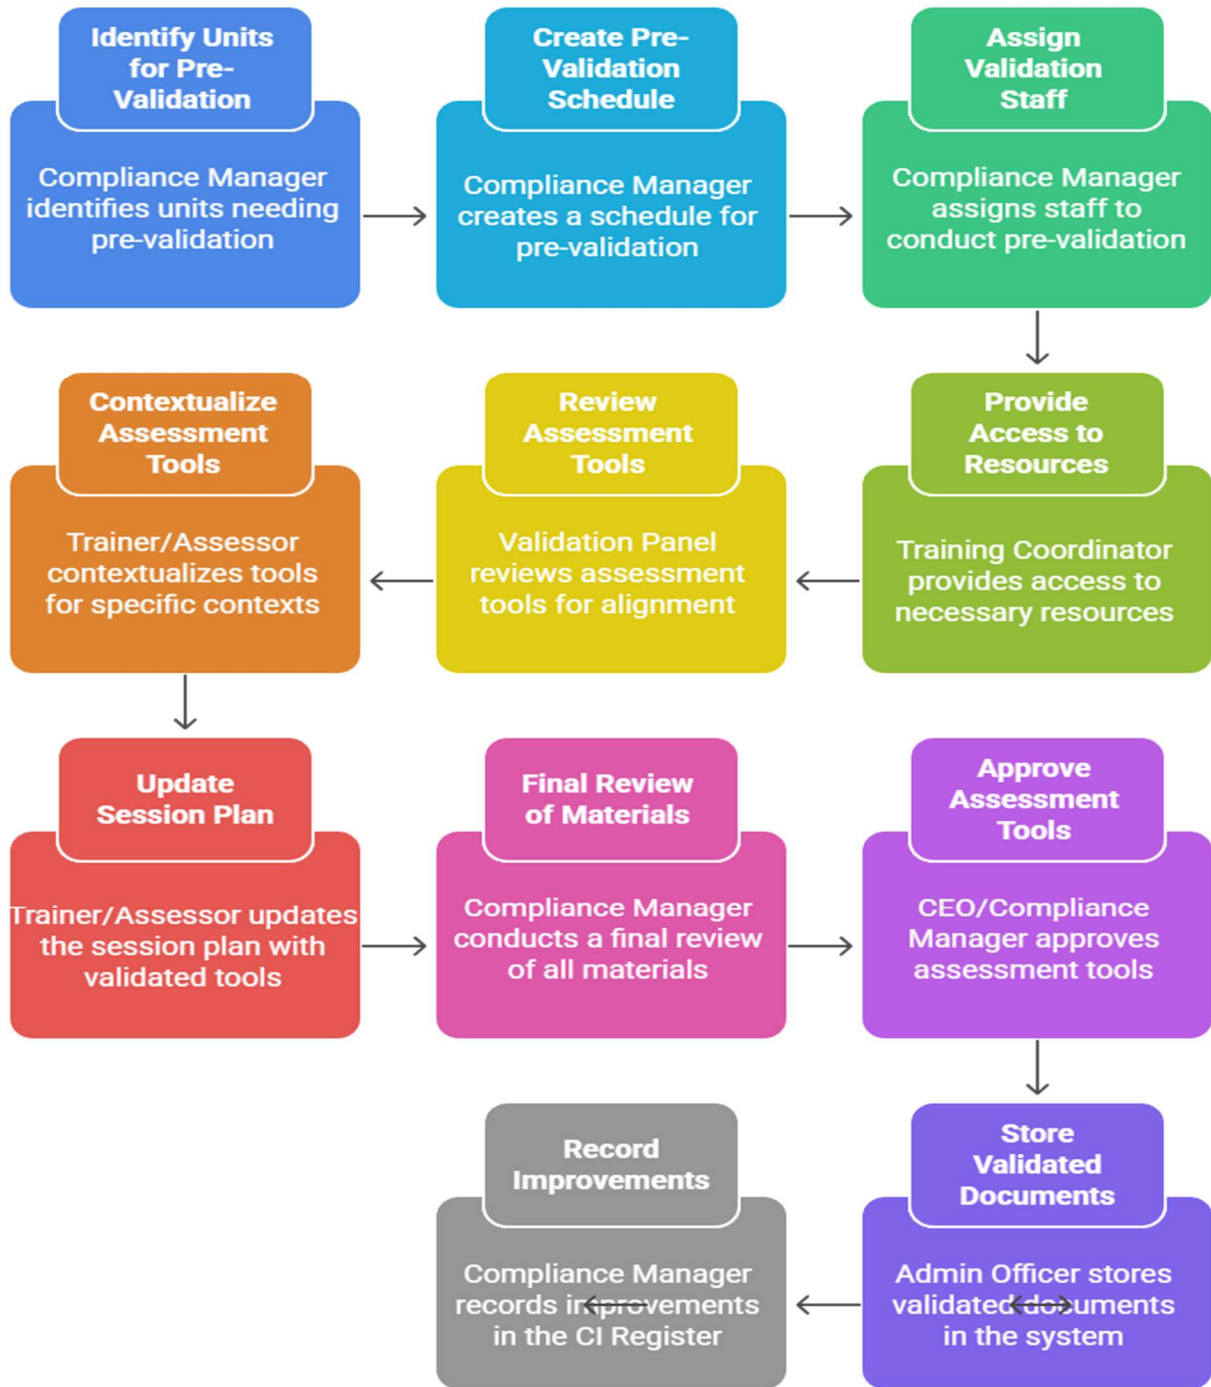 Identify Units
for Pre-
Validation
Compliance Manager
identifies units needing
pre-validation
Create Pre-
Validation
Schedule
Compliance Manager
creates a schedule for
pre-validation
Assign
Validation
Staff
Compliance Manager
assigns staff to
conduct pre-validation
Provide
Access to
Resources
Training Coordinator
provides access to
necessary resources
Review
Assessment
Tools
Validation Panel
reviews assessment
tools for alignment
Contextualize
Assessment
Tools
Trainer/Assessor
contextualizes tools
for specific contexts
Update
Session Plan
Trainer/Assessor updates
the session plan with
validated tools
Final Review
of Materials
Compliance Manager
conducts a final review
of all materials
Approve
Assessment
Tools
CEO/Compliance
Manager approves
assessment tools
Store
Validated
Documents
Admin Officer stores
validated documents
in the system
Record
Improvements
Compliance Manager
records improvements
in the CI Register